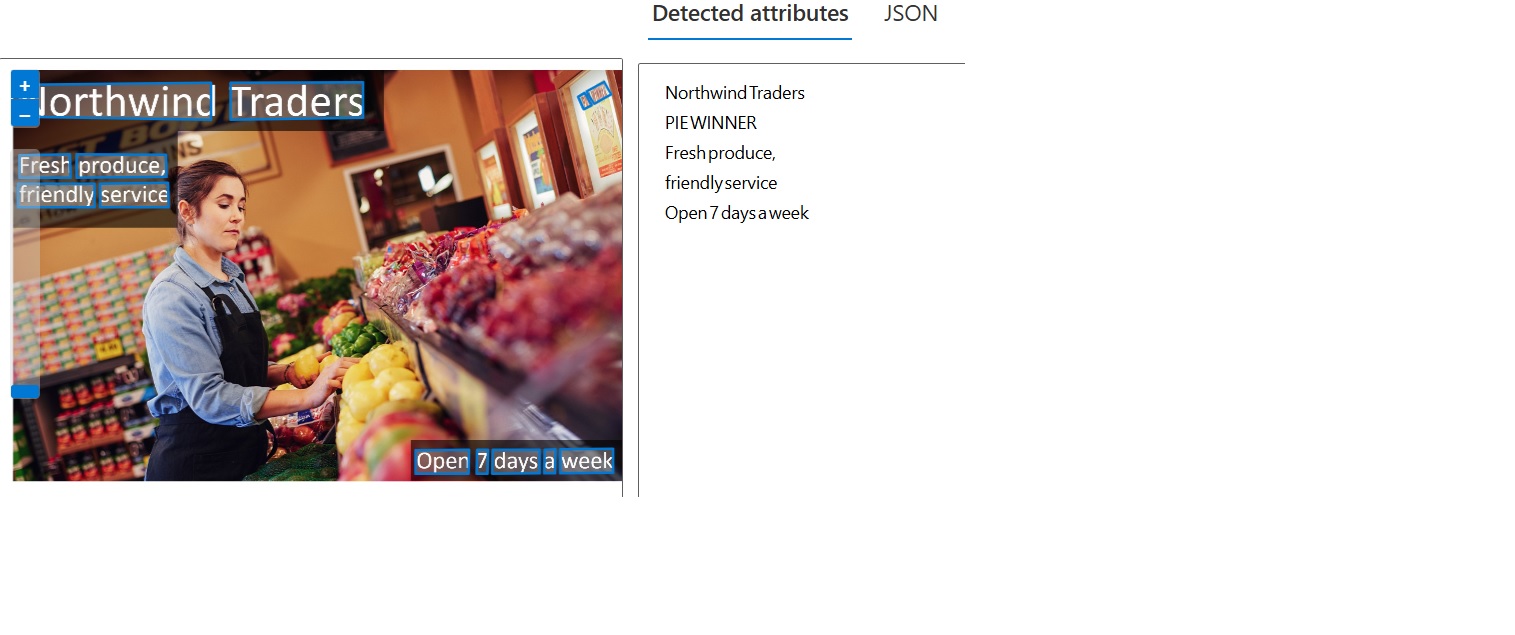 Detected attributes JSON
+
−
Northwind Traders
Fresh produce,
friendly service
Open 7 days a week
Northwind Traders
PIE WINNER
Fresh produce,
friendly service
Open 7 days a week